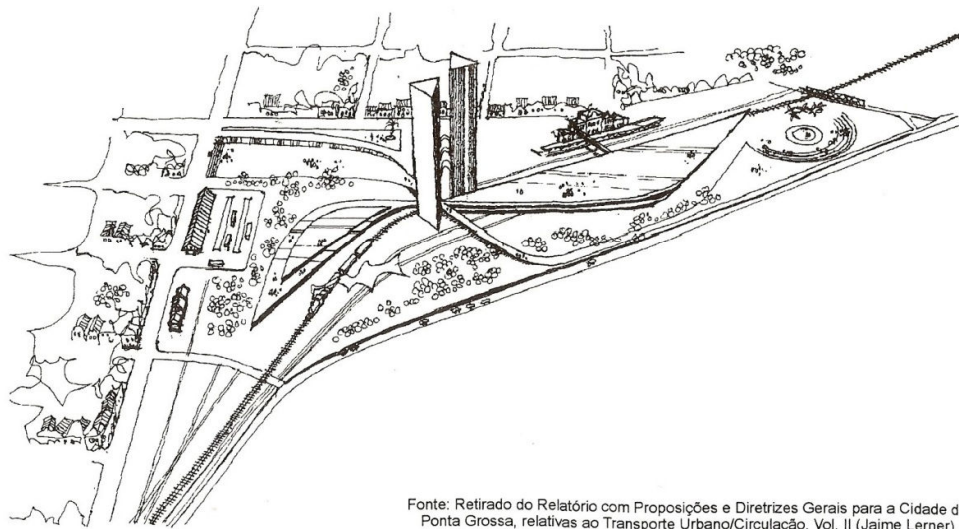 Fonte: Retirado do Relatório com Proposições e Diretrizes Gerais para a Cidade d
Ponta Grossa, relativas ao Transporte Urbano/Circulação, Vol. II (Jaime Lerner)